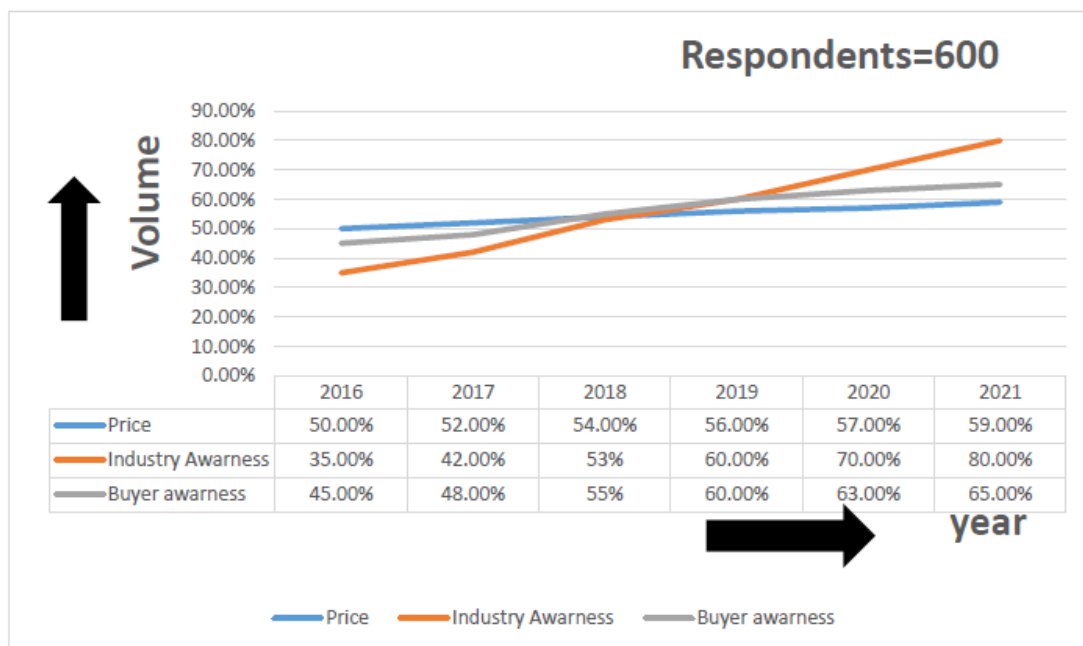 Respondents=600
Volume
90.00%
80.00%
70.00%
60.00%
50.00%
40.00%
30.00%
20.00%
10.00%
0.00%
2016 2017 2018 2019 2020 2021
Price 50.00% 52.00% 54.00% 56.00% 57.00% 59.00%
Industry Awarness 35.00% 42.00% 53% 60.00% 70.00% 80.00%
Buyer awarness 45.00% 48.00% 55% 60.00% 63.00% 65.00%
year
Price Industry Awarness Buyer awarness